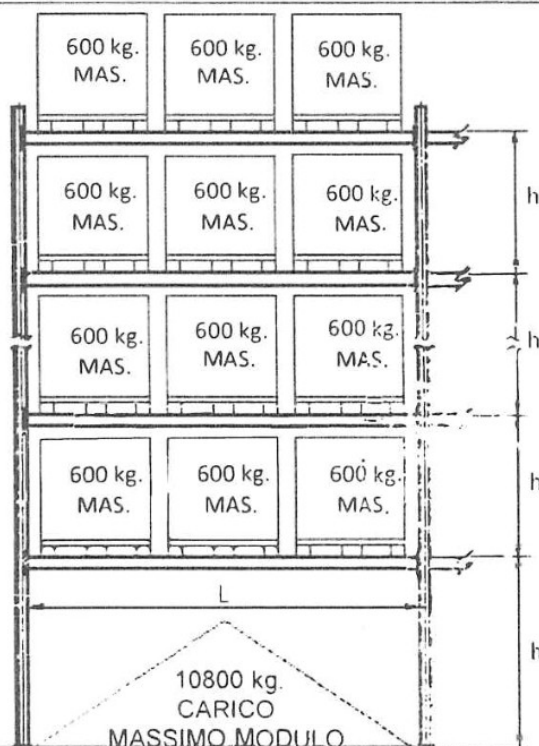 600 kg. 600 kg. 600 kg.
MAS. MAS. MAS.
h
600 kg. 600 kg. 600 kg.
MAS. MAS. MAS.
h
600 kg. 600 kg. 600 kg.
MAS. MAS. MAS.
h
600 kg. 600 kg. 600 kg.
MAS. MAS. MAS.
L
h
10800 kg.
CARICO
MASSIMO MODULO